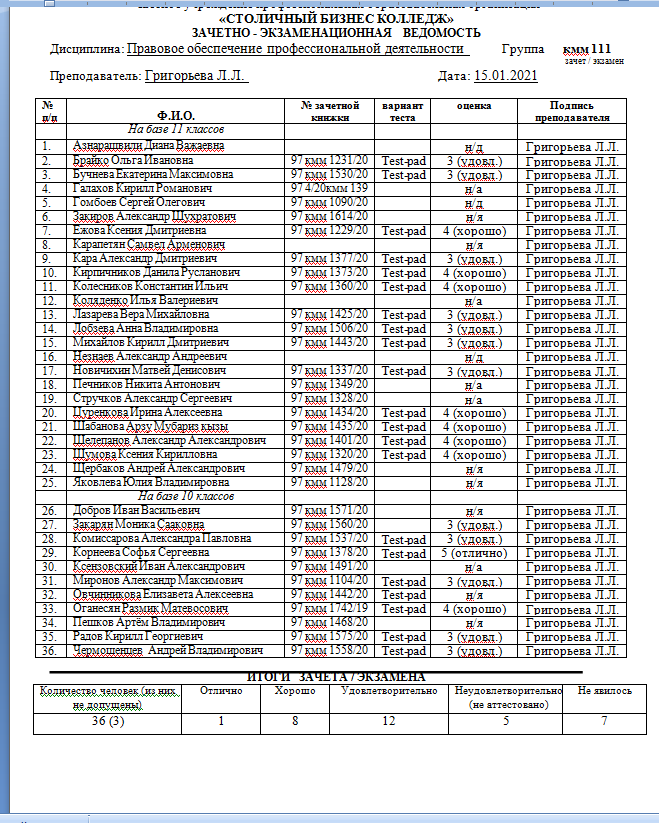 «СТОЛИЧНЫЙ БИЗНЕС КОЛЛЕДЖ»
ЗАЧЕТНО - ЭКЗАМЕНАЦИОННАЯ ВЕДОМОСТЬ
Дисциплина: Правовое обеспечение профессиональной деятельности Группа кмм 111
зачет / экзамен
Преподаватель: Григорьева Л.Л. Дата: 15.01.2021
№ п/п Ф.И.О. № зачетной книжки вариант теста оценка Подпись преподавателя
На базе 11 классов
1. Азнарашвили Диана Важаевна н/д Григорьева Л.Л.
2. Брайко Ольга Ивановна 97 кмм 1231/20 Test-pad 3 (удовл.) Григорьева Л.Л.
3. Бучнева Екатерина Максимовна 97 кмм 1530/20 Test-pad 3 (удовл.) Григорьева Л.Л.
4. Галахов Кирилл Романович 97 4/20кмм 139 н/а Григорьева Л.Л.
5. Гомбоев Сергей Олегович 97 кмм 1090/20 н/д Григорьева Л.Л.
6. Закиров Александр Шухратович 97 кмм 1614/20 н/я Григорьева Л.Л.
7. Ежова Ксения Дмитриевна 97 кмм 1229/20 Test-pad 4 (хорошо) Григорьева Л.Л.
8. Карапетян Самвел Арменович н/я Григорьева Л.Л.
9. Кара Александр Дмитриевич 97 кмм 1377/20 Test-pad 3 (удовл.) Григорьева Л.Л.
10. Кирпичников Данила Русланович 97 кмм 1373/20 Test-pad 4 (хорошо) Григорьева Л.Л.
11. Колесников Константин Ильич 97 кмм 1360/20 Test-pad 4 (хорошо) Григорьева Л.Л.
12. Коляденко Илья Валериевич н/а Григорьева Л.Л.
13. Лазарева Вера Михайловна 97 кмм 1425/20 Test-pad 3 (удовл.) Григорьева Л.Л.
14. Лобзева Анна Владимировна 97 кмм 1506/20 Test-pad 3 (удовл.) Григорьева Л.Л.
15. Михайлов Кирилл Дмитриевич 97 кмм 1443/20 Test-pad 3 (удовл.) Григорьева Л.Л.
16. Незнаев Александр Андреевич н/д Григорьева Л.Л.
17. Новичихин Матвей Денисович 97 кмм 1337/20 Test-pad 3 (удовл.) Григорьева Л.Л.
18. Печников Никита Антонович 97 кмм 1349/20 н/а Григорьева Л.Л.
19. Стручков Александр Сергеевич 97 кмм 1328/20 н/а Григорьева Л.Л.
20. Цуренкова Ирина Алексеевна 97 кмм 1434/20 Test-pad 4 (хорошо) Григорьева Л.Л.
21. Шабанова Арзу Мубариз кызы 97 кмм 1435/20 Test-pad 4 (хорошо) Григорьева Л.Л.
22. Шелепанов Александр Александрович 97 кмм 1401/20 Test-pad 4 (хорошо) Григорьева Л.Л.
23. Шумова Ксения Кирилловна 97 кмм 1320/20 Test-pad 4 (хорошо) Григорьева Л.Л.
24. Щербаков Андрей Александрович 97 кмм 1479/20 н/я Григорьева Л.Л.
25. Яковлева Юлия Владимировна 97 кмм 1128/20 н/я Григорьева Л.Л.
На базе 10 классов
26. Добров Иван Васильевич 97 кмм 1571/20 н/я Григорьева Л.Л.
27. Закарян Моника Сааковна 97 кмм 1560/20 3 (удовл.) Григорьева Л.Л.
28. Комиссарова Александра Павловна 97 кмм 1537/20 Test-pad 3 (удовл.) Григорьева Л.Л.
29. Корнеева Софья Сергеевна 97 кмм 1378/20 Test-pad 5 (отлично) Григорьева Л.Л.
30. Ксензовский Иван Александрович 97 кмм 1491/20 н/а Григорьева Л.Л.
31. Миронов Александр Максимович 97 кмм 1104/20 Test-pad 3 (удовл.) Григорьева Л.Л.
32. Овчинникова Елизавета Алексеевна 97 кмм 1442/20 н/я Григорьева Л.Л.
33. Оганесян Размик Матевосович 97 кмм 1742/19 Test-pad 4 (хорошо) Григорьева Л.Л.
34. Пешков Артём Владимирович 97 кмм 1468/20 н/я Григорьева Л.Л.
35. Радов Кирилл Георгиевич 97 кмм 1575/20 Test-pad 3 (удовл.) Григорьева Л.Л.
36. Чермошенцев Андрей Владимирович 97 кмм 1558/20 Test-pad 3 (удовл.) Григорьева Л.Л.
ИТОГИ ЗАЧЕТА / ЭКЗАМЕНА
Количество человек (из них не допущены) Отлично Хорошо Удовлетворительно Неудовлетворительно (не аттестовано) Не явилось
36 (3) 1 8 12 5 7